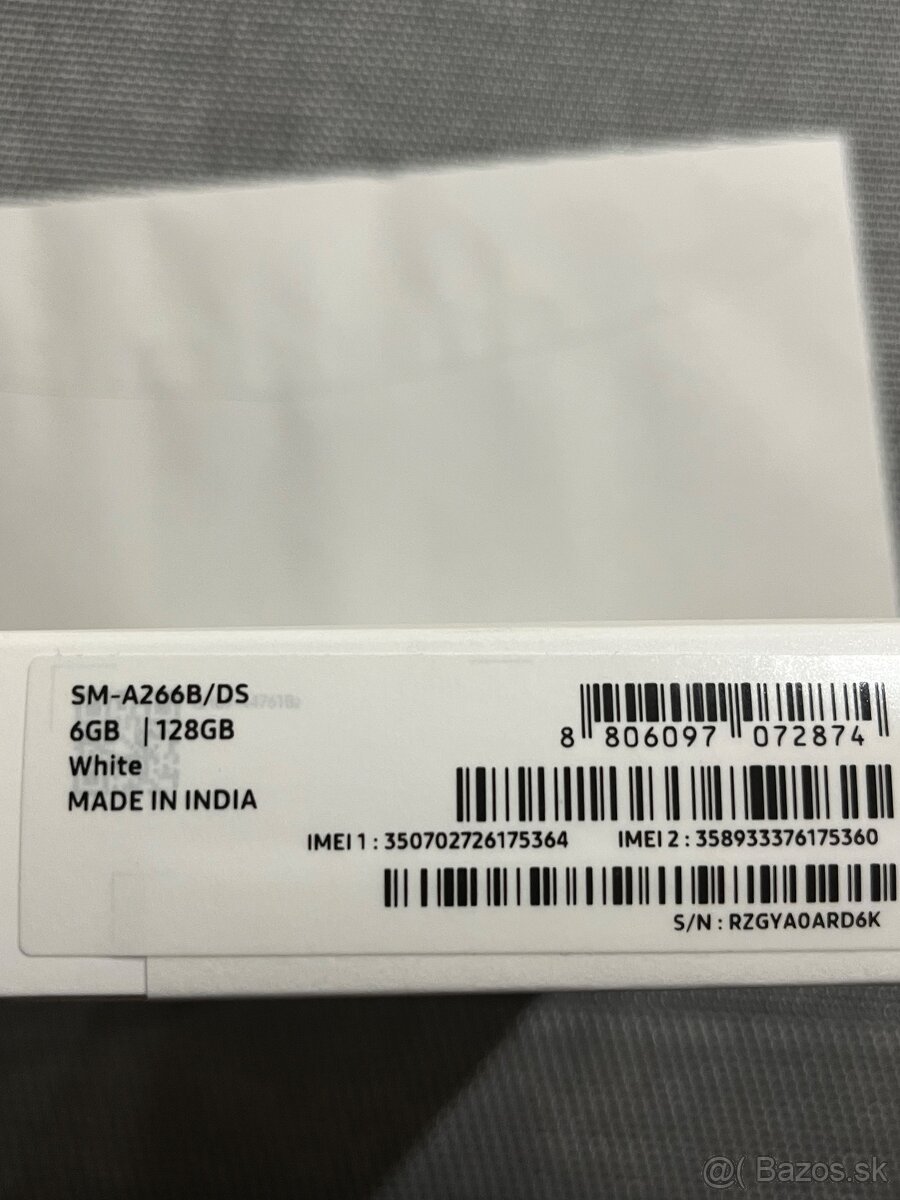 SM-A266B/DS
6GB | 128GB
White
MADE IN INDIA
8 806097 072874
IMEI 1 : 350702726175364 IMEI 2 : 358933376175360
S/N : RZGYA0ARD6K
@( Bazos.sk